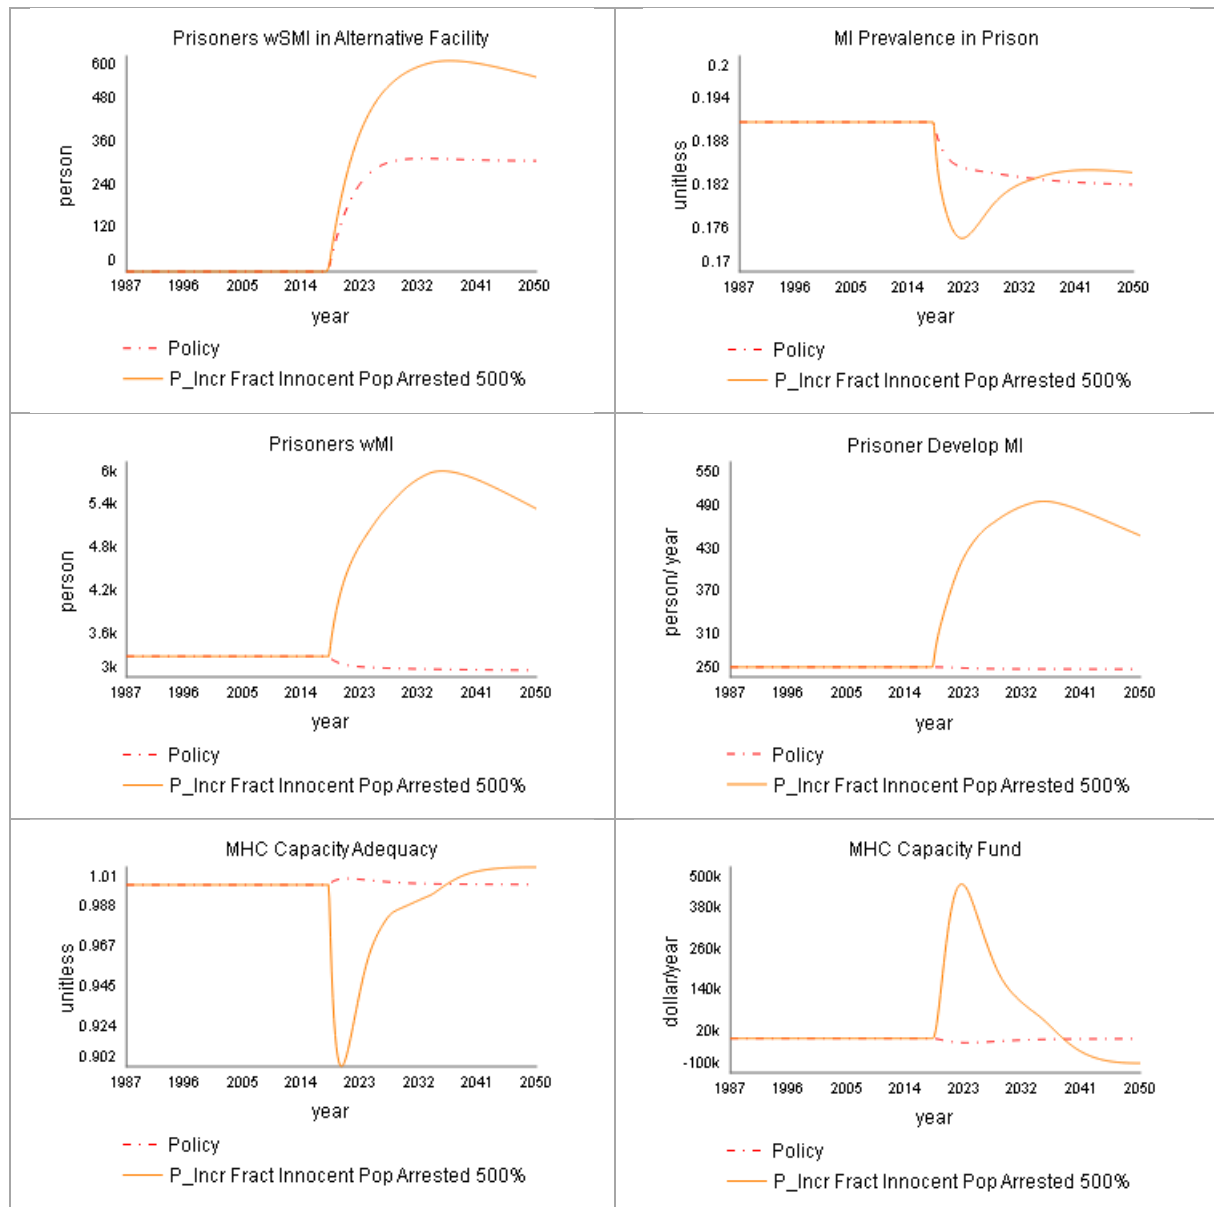 Prisoners wSMI in Alternative Facility
600
480
360
240
120
0
person
1987 1996 2005 2014 2023 2032 2041 2050
year
Policy
P_Incr Fract Innocent Pop Arrested 500%
MI Prevalence in Prison
0.2
0.194
0.188
0.182
0.176
0.17
unitless
1987 1996 2005 2014 2023 2032 2041 2050
year
Policy
P_Incr Fract Innocent Pop Arrested 500%
Prisoners wMI
6k
5.4k
4.8k
4.2k
3.6k
3k
person
1987 1996 2005 2014 2023 2032 2041 2050
year
Policy
P_Incr Fract Innocent Pop Arrested 500%
Prisoner Develop MI
550
490
430
370
310
250
person/year
1987 1996 2005 2014 2023 2032 2041 2050
year
Policy
P_Incr Fract Innocent Pop Arrested 500%
MHC Capacity Adequacy
1.01
0.988
0.967
0.945
0.924
0.902
unitless
1987 1996 2005 2014 2023 2032 2041 2050
year
Policy
P_Incr Fract Innocent Pop Arrested 500%
MHC Capacity Fund
500k
380k
260k
140k
20k
-100k
dollar/year
1987 1996 2005 2014 2023 2032 2041 2050
year
Policy
P_Incr Fract Innocent Pop Arrested 500%